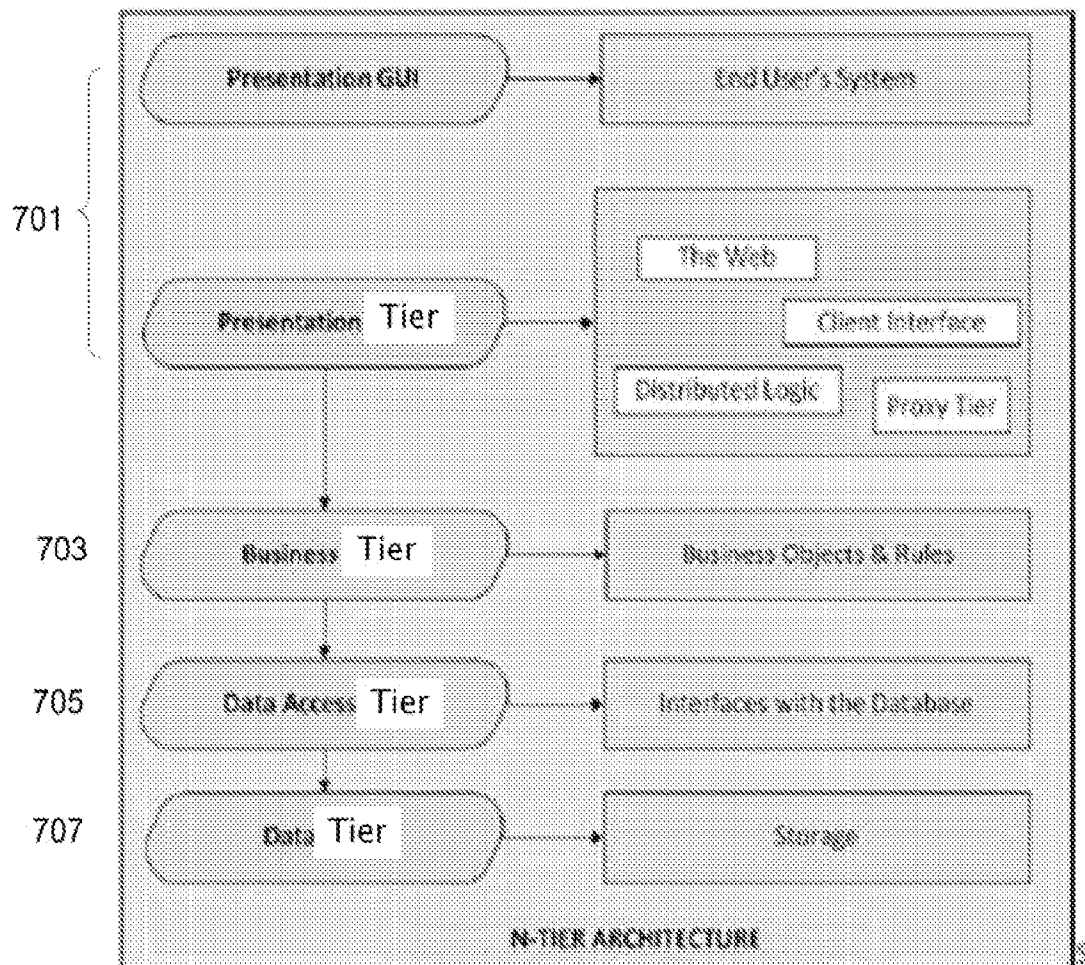 Presentation GUI
End User's System
701
The Web
Presentation Tier
Client Interface
Distributed Logic
Proxy Tier
703
Business Tier
Business Objects & Rules
705
Data Access Tier
Interfaces with the Database
707
Data Tier
Storage
N-TIER ARCHITECTURE